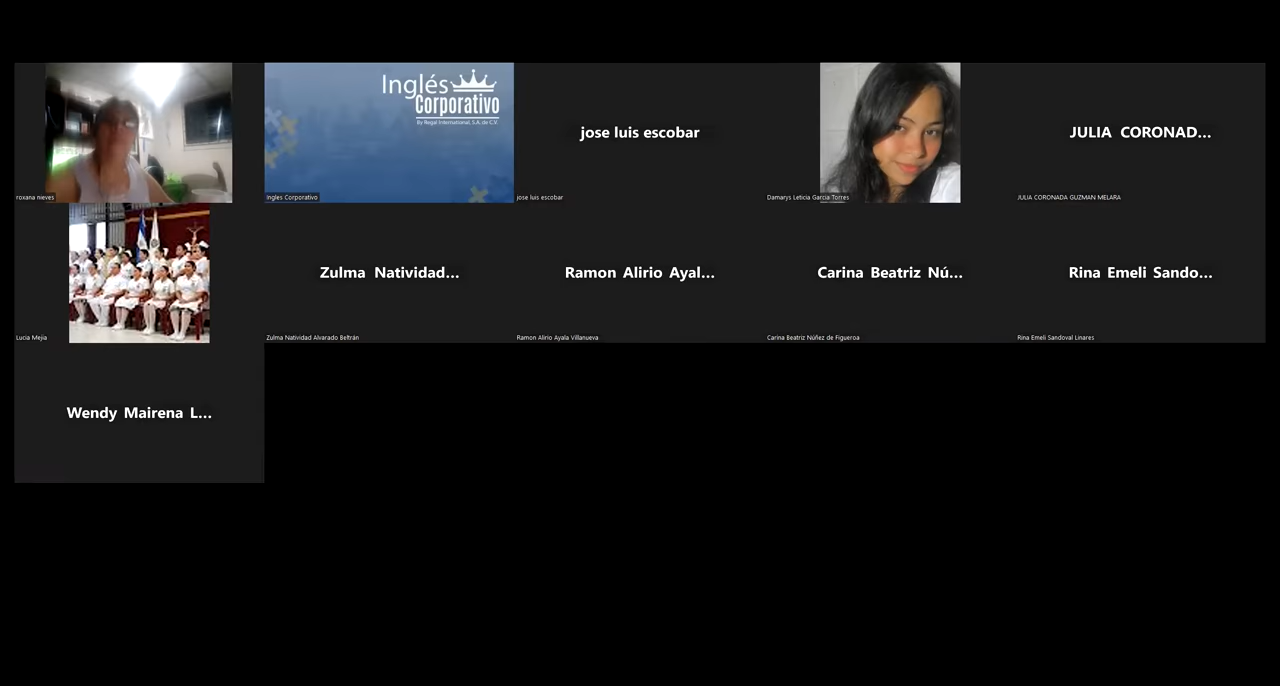 Inglés
Corporativo
By Regal International, S.A. de C.V.
jose luis escobar
JULIA CORONAD...
roxana nieves
Ingles Corporativo
jose luis escobar
Damarys Leticia Garcia Torres
JULIA CORONADA GUZMAN MELARA
Zulma Natividad...
Ramon Alirio Ayal...
Carina Beatriz Nú...
Rina Emeli Sando...
Lucia Mejia
Zulma Natividad Alvarado Beltrán
Ramon Alirio Ayala Villanueva
Carina Beatriz Núñez de Figueroa
Rina Emeli Sandoval Linares
Wendy Mairena L...